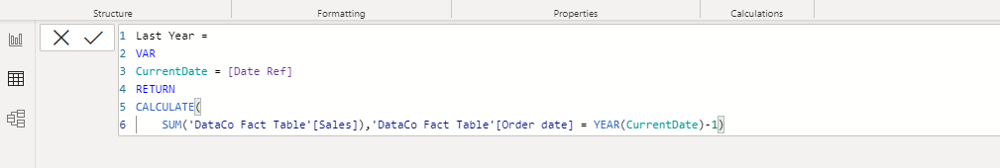 Structure Formatting Properties Calculations
1 Last Year =
2 VAR
3 CurrentDate = [Date Ref]
4 RETURN
5 CALCULATE(
6 SUM('DataCo Fact Table'[Sales]),'DataCo Fact Table'[Order date] = YEAR(CurrentDate)-1)